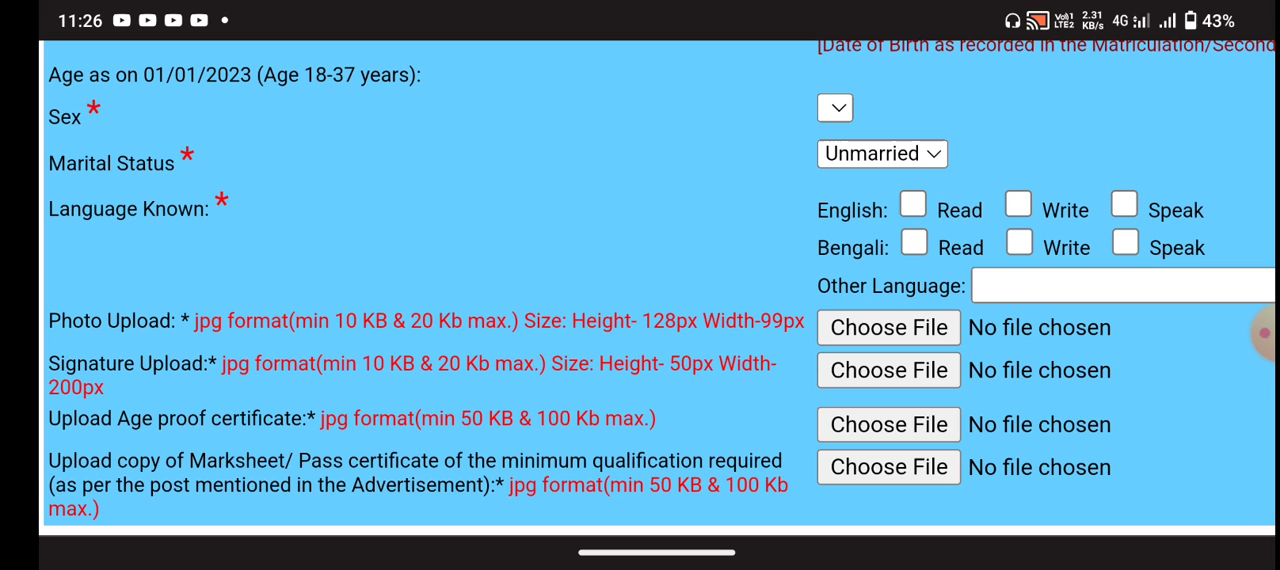 11:26 Vo)) 1 LTE2 2.31 KB/s 4G 43%
[Date of Birth as recorded in the Matriculation/Second
Age as on 01/01/2023 (Age 18-37 years):
Sex *
Marital Status * Unmarried
Language Known: * English: Read Write Speak
Bengali: Read Write Speak
Other Language:
Photo Upload: * jpg format(min 10 KB & 20 Kb max.) Size: Height- 128px Width-99px Choose File No file chosen
Signature Upload:* jpg format(min 10 KB & 20 Kb max.) Size: Height- 50px Width-
200px Choose File No file chosen
Upload Age proof certificate:* jpg format(min 50 KB & 100 Kb max.) Choose File No file chosen
Upload copy of Marksheet/ Pass certificate of the minimum qualification required
(as per the post mentioned in the Advertisement):* jpg format(min 50 KB & 100 Kb
max.) Choose File No file chosen